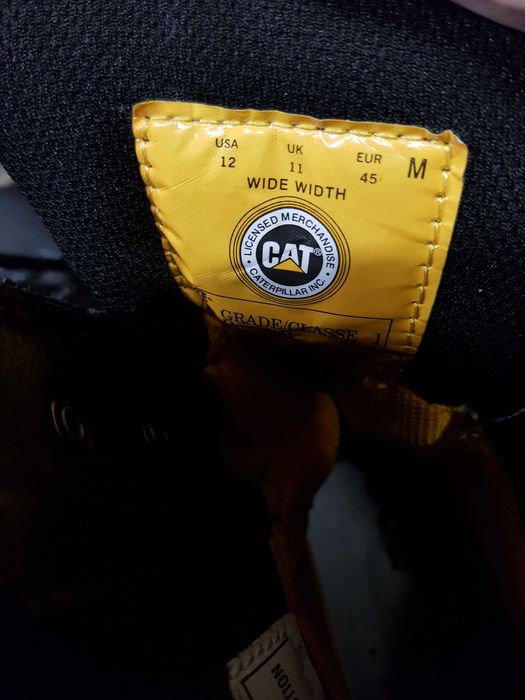 USA UK EUR M
12 11 45
WIDE WIDTH
LICENSED MERCHANDISE
CAT®
CATERPILLAR INC.
GRADE/CLASSE 1